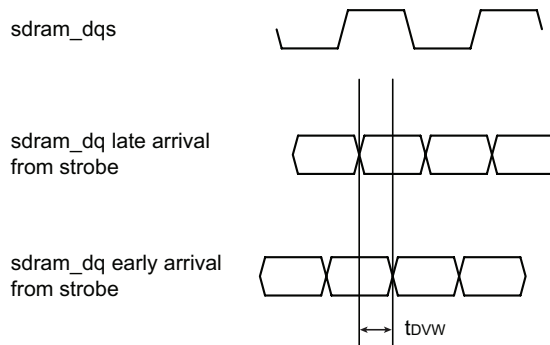 sdram_dqs
sdram_dq late arrival
from strobe
sdram_dq early arrival
from strobe
tDVW